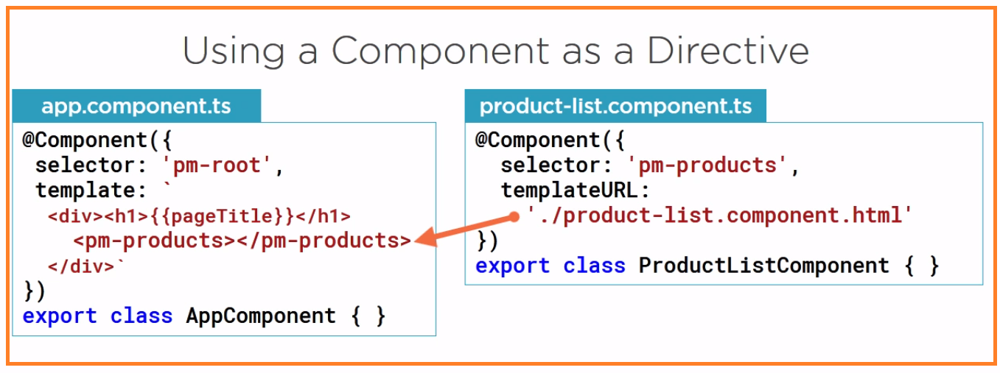 Using a Component as a Directive
app.component.ts
@Component({
selector: 'pm-root',
template: `
<div><h1>{{pageTitle}}</h1>
<pm-products></pm-products>
</div>`
})
export class AppComponent { }
product-list.component.ts
@Component({
selector: 'pm-products',
templateURL:
'./product-list.component.html'
})
export class ProductListComponent { }